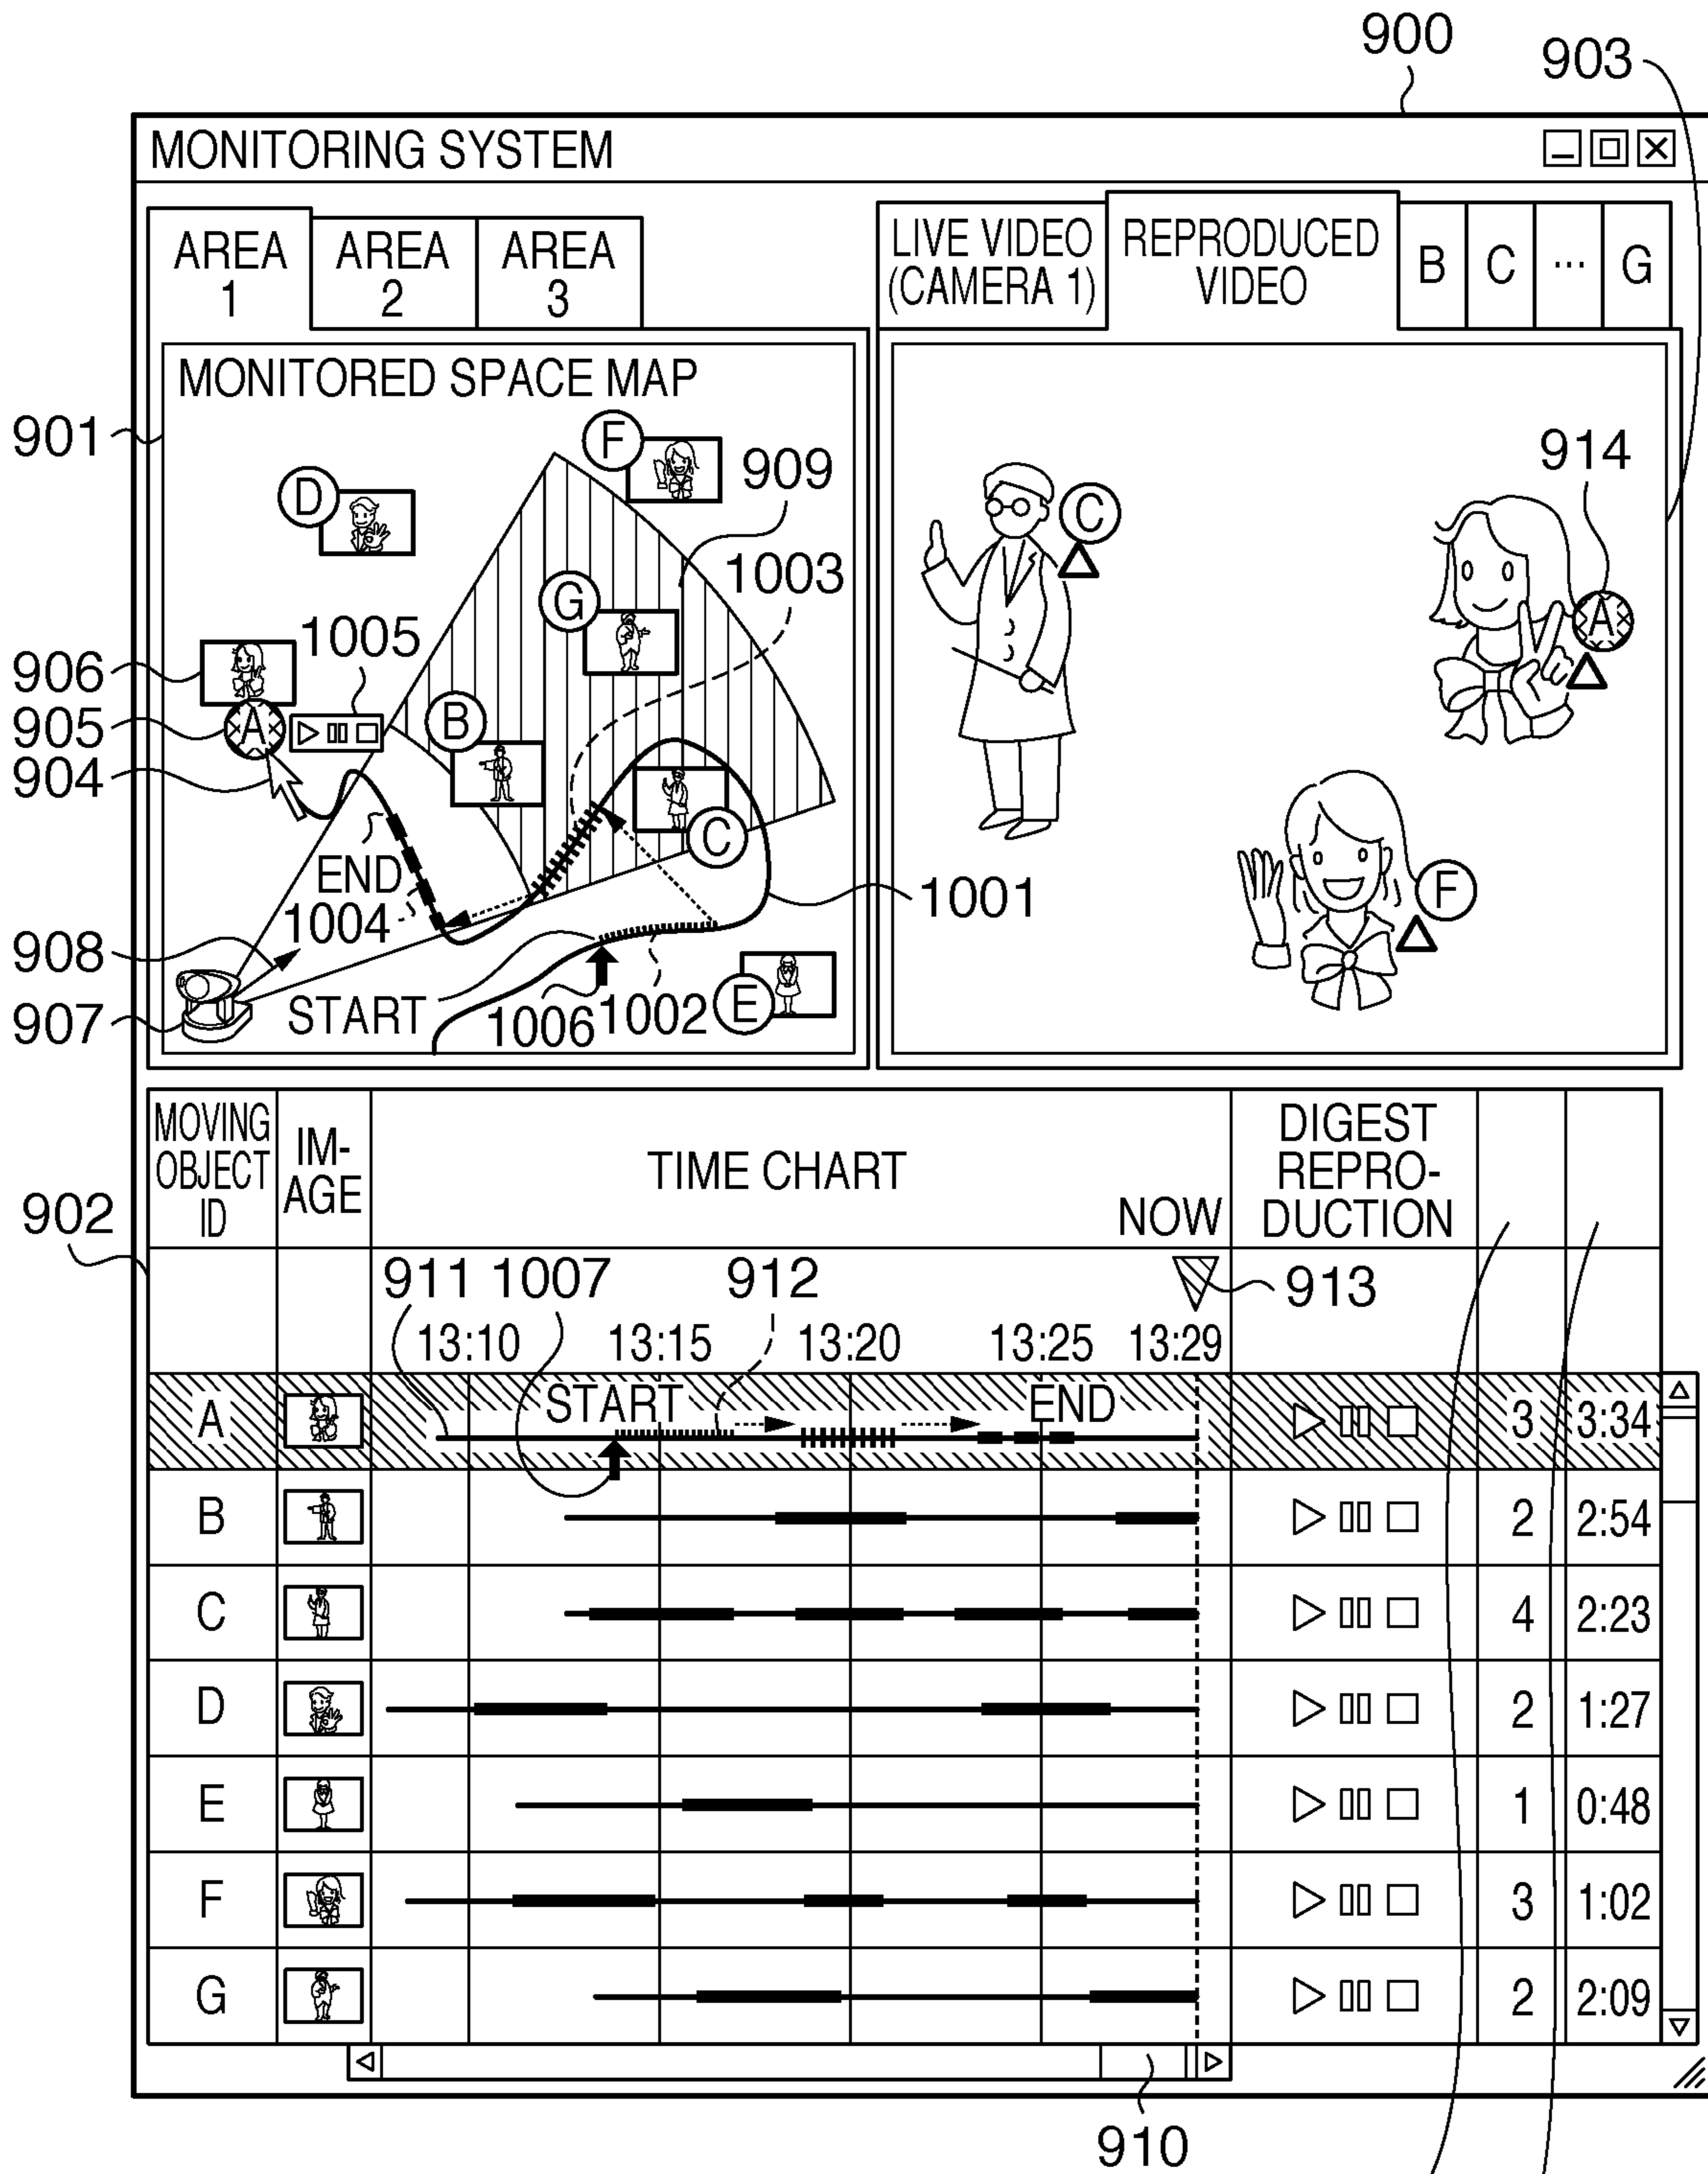 900
903
MONITORING SYSTEM
AREA 1
AREA 2
AREA 3
LIVE VIDEO (CAMERA 1)
REPRODUCED VIDEO
B
C
...
G
MONITORED SPACE MAP
901
F
909
914
D
C
1003
G
A
1005
906
905
A
B
904
C
END
1004
1001
F
908
START
1006
1002
E
907
MOVING OBJECT ID
IM-AGE
TIME CHART
NOW
DIGEST REPRO-DUCTION
902
911
1007
912
913
13:10
13:15
13:20
13:25
13:29
A
START
END
3
3:34
B
2
2:54
C
4
2:23
D
2
1:27
E
1
0:48
F
3
1:02
G
2
2:09
910